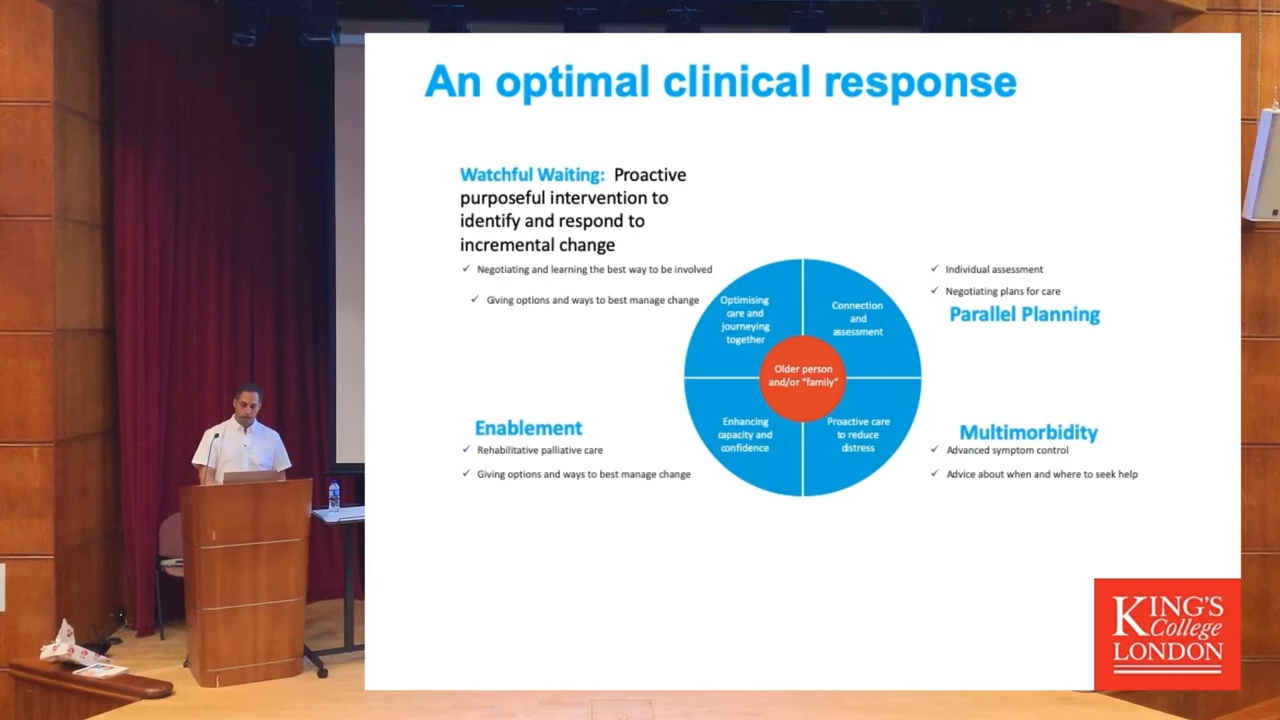 An optimal clinical response
Watchful Waiting: Proactive
purposeful intervention to
identify and respond to
incremental change
✓ Negotiating and learning the best way to be involved
✓ Giving options and ways to best manage change
Optimising
care and
journeying
together
Connection
and
assessment
✓ Individual assessment
✓ Negotiating plans for care
Parallel Planning
Older person
and/or “family”
Enablement
✓ Rehabilitative palliative care
✓ Giving options and ways to best manage change
Enhancing
capacity and
confidence
Proactive care
to reduce
distress
Multimorbidity
✓ Advanced symptom control
✓ Advice about when and where to seek help
KING'S
College
LONDON